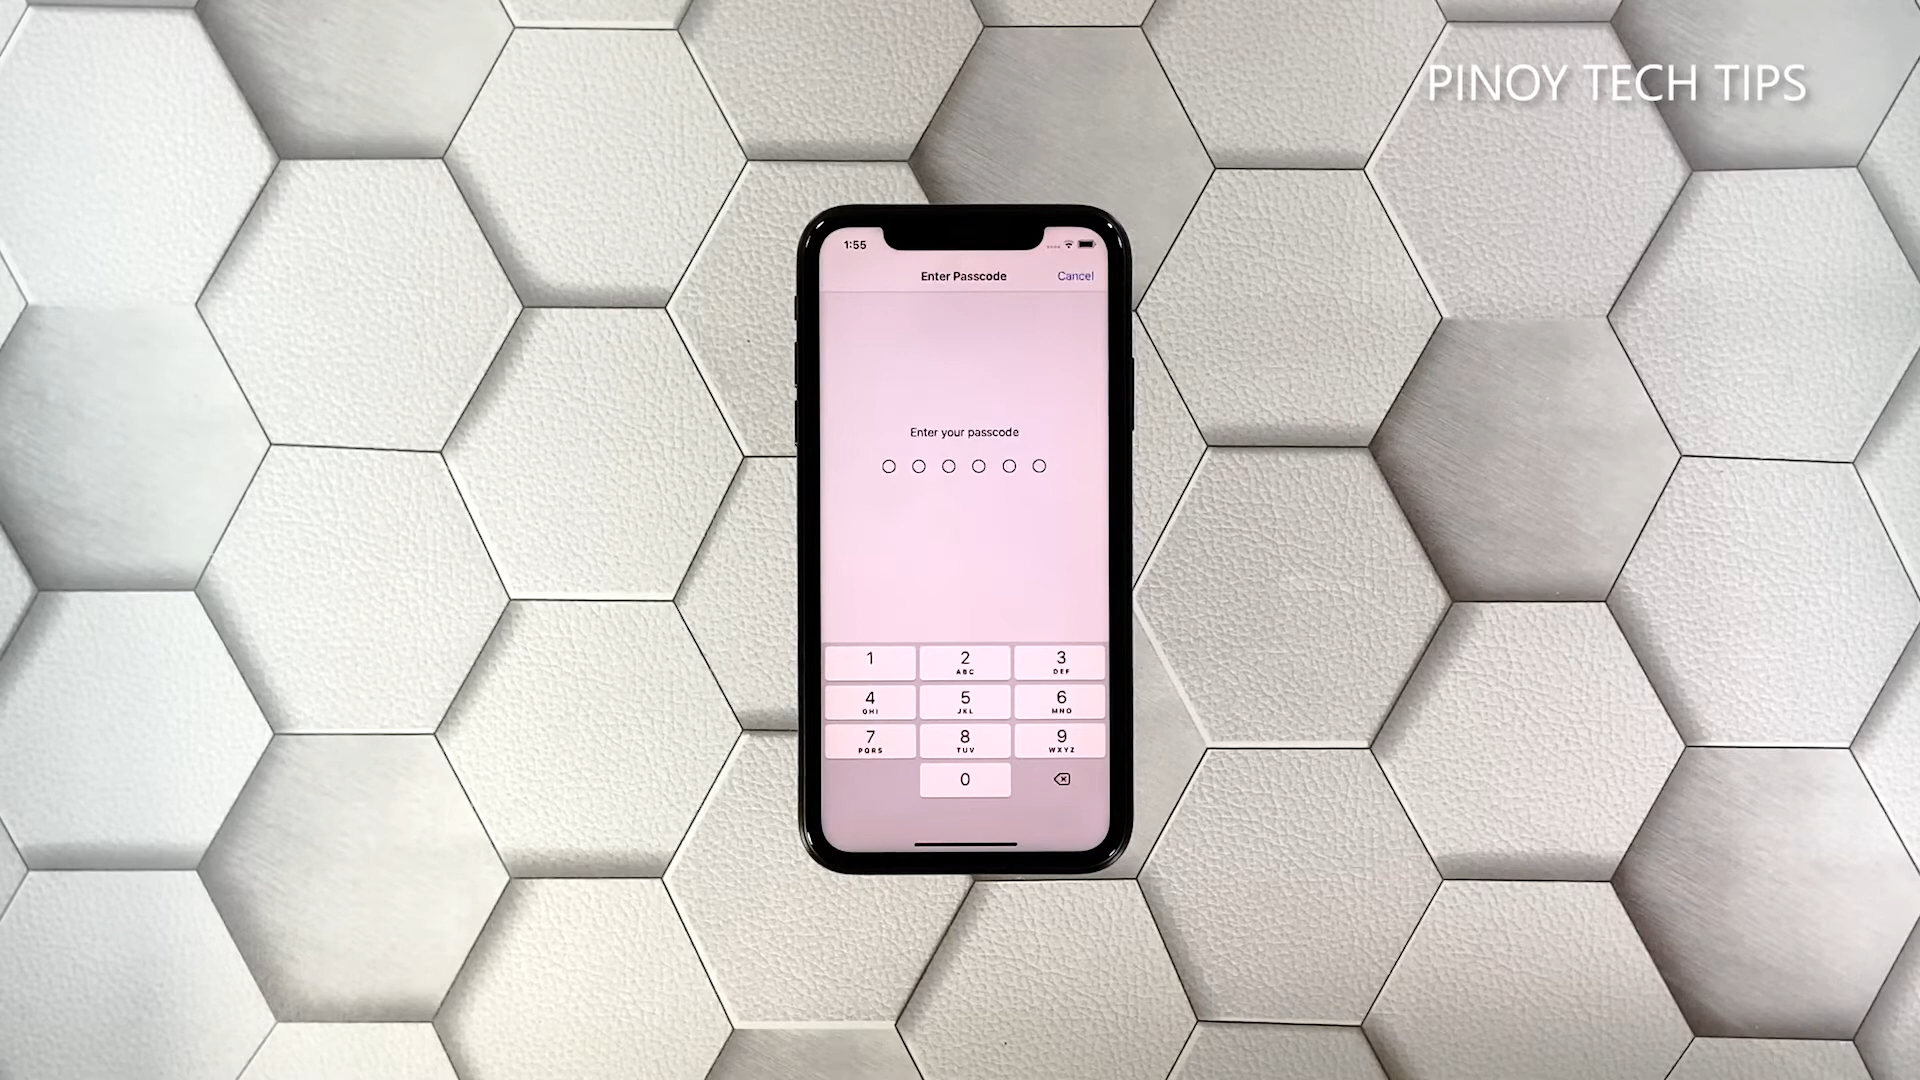 PINOY TECH TIPS
1:55
Enter Passcode
Cancel
Enter your passcode
1
2
3
ABC
DEF
4
5
6
GHI
JKL
MNO
7
8
9
PQRS
TUV
WXYZ
0